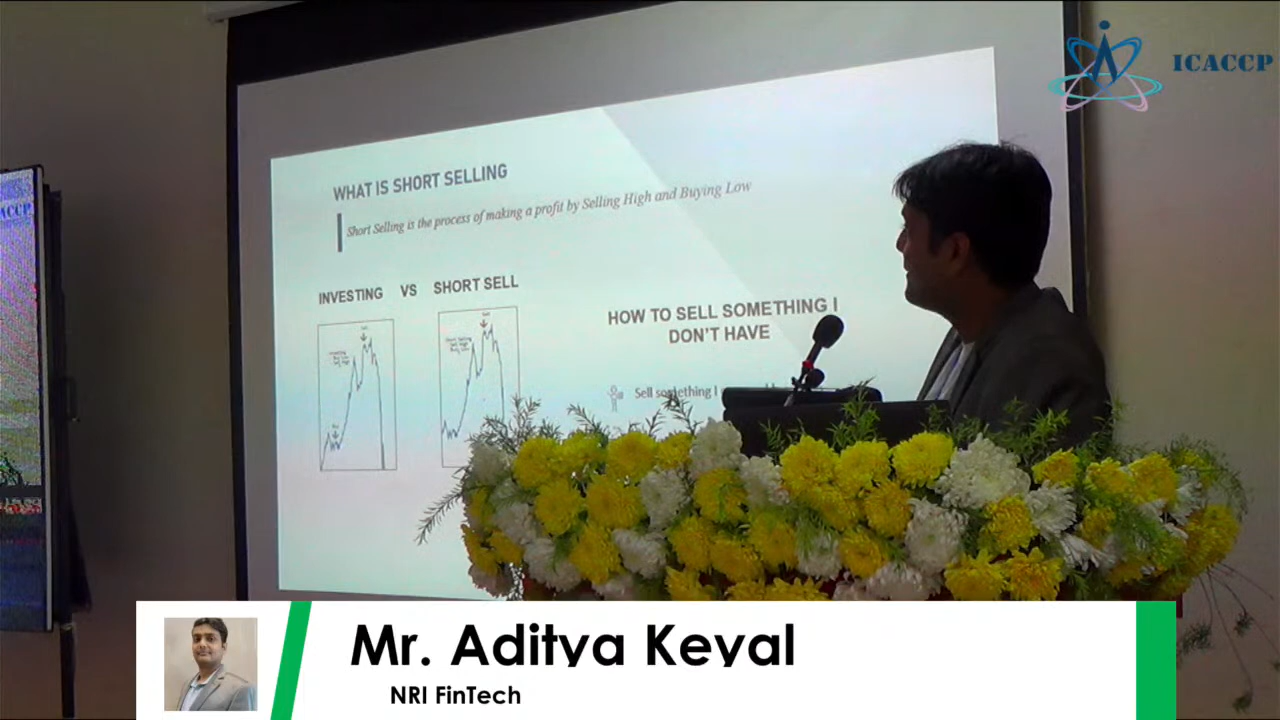 ICACCP
ACCP
WHAT IS SHORT SELLING
Short Selling is the process of making a profit by Selling High and Buying Low
INVESTING VS SHORT SELL
HOW TO SELL SOMETHING I
DON'T HAVE
Sell something I
Mr. Aditya Keyal
NRI FinTech